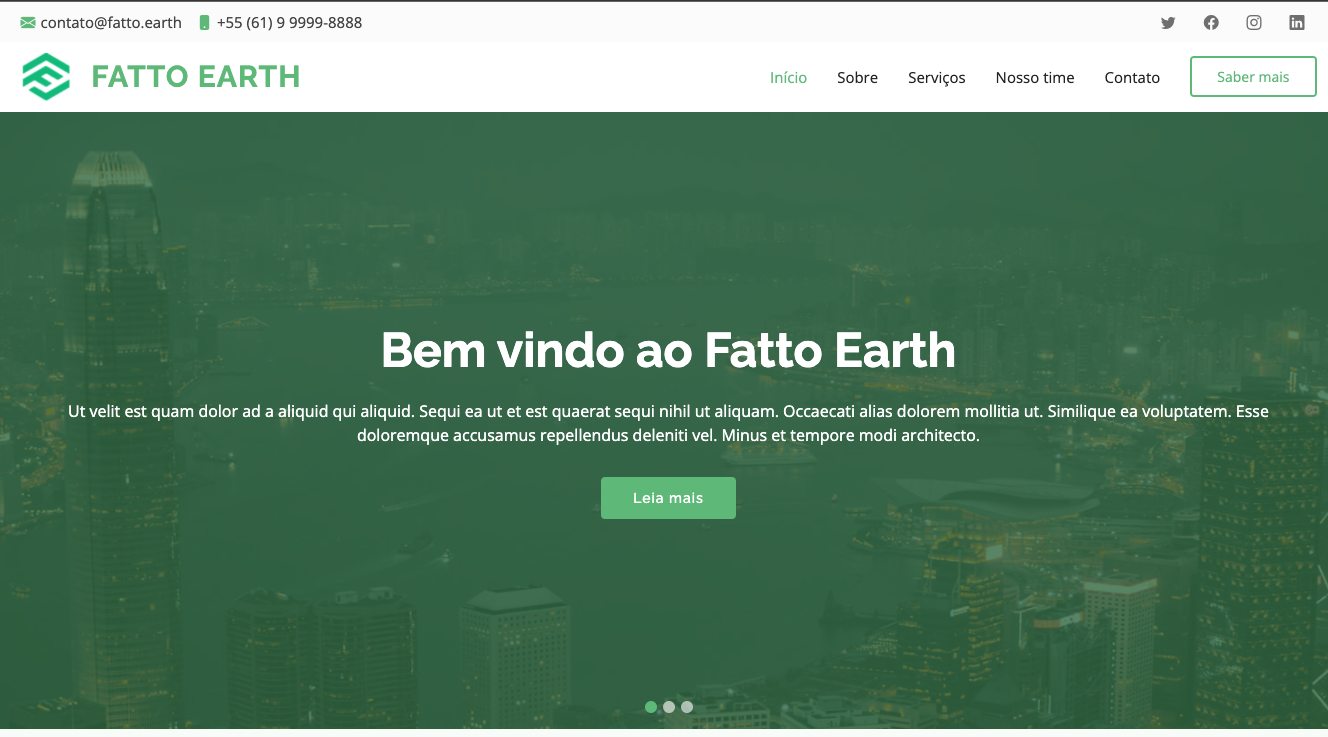 contato@fatto.earth +55 (61) 9 9999-8888
FATTO EARTH
Início Sobre Serviços Nosso time Contato Saber mais
Bem vindo ao Fatto Earth
Ut velit est quam dolor ad a aliquid qui aliquid. Sequi ea ut et est quaerat sequi nihil ut aliquam. Occaecati alias dolorem mollitia ut. Similique ea voluptatem. Esse
doloremque accusamus repellendus deleniti vel. Minus et tempore modi architecto.
Leia mais